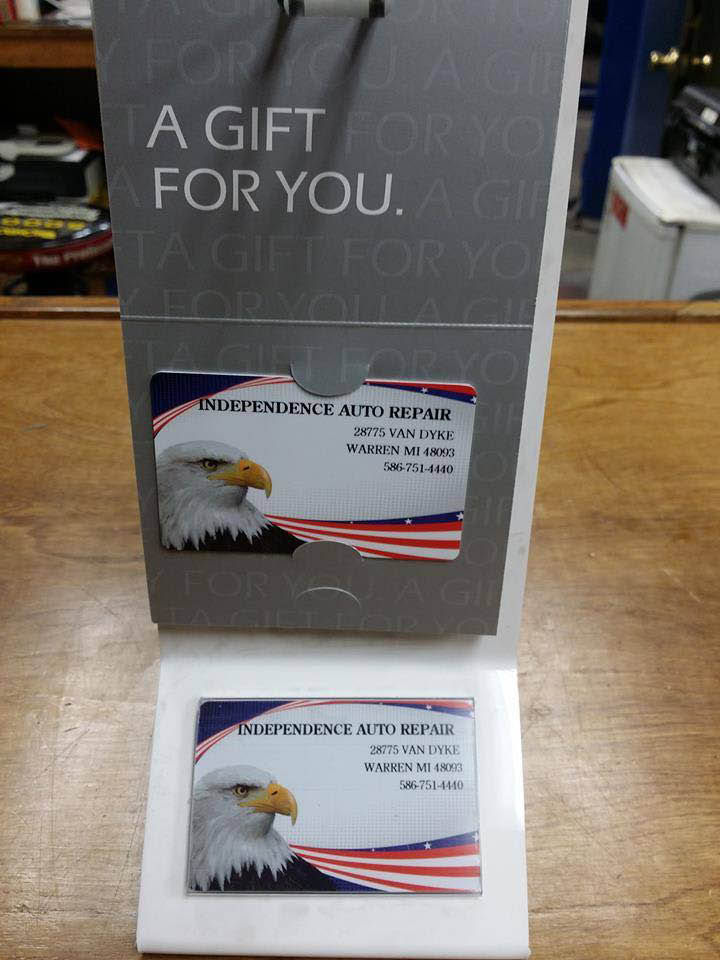 A GIFT
FOR YOU.
INDEPENDENCE AUTO REPAIR
28775 VAN DYKE
WARREN MI 48093
586-751-4440
INDEPENDENCE AUTO REPAIR
28775 VAN DYKE
WARREN MI 48093
586-751-4440